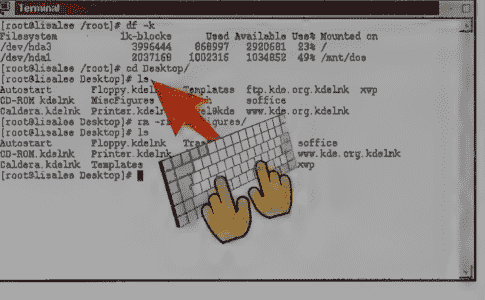 Terminal
[root@lisalee /root]# df -k
Filesystem 1k-blocks Used Available Use% Mounted on
/dev/hda3 3996444 868997 2920681 23% /
/dev/hda1 2037168 1002316 1034852 49% /mnt/dos
[root@lisalee /root]# cd Desktop/
[root@lisalee Desktop]# ls
Autostart Floppy.kdelnk Templates ftp.kde.org.kdelnk xwp
CD-ROM kdelnk MiscFigures soffice
Caldera.kdelnk Printer.kdelnk www.kde.org.kdelnk
[root@lisalee Desktop]# rm
[root@lisalee Desktop]# ls
Autostart Floppy.kdelnk soffice
CD-ROM kdelnk Printer.kdelnk www.kde.org.kdelnk
Caldera.kdelnk Templates xwp
[root@lisalee Desktop]#